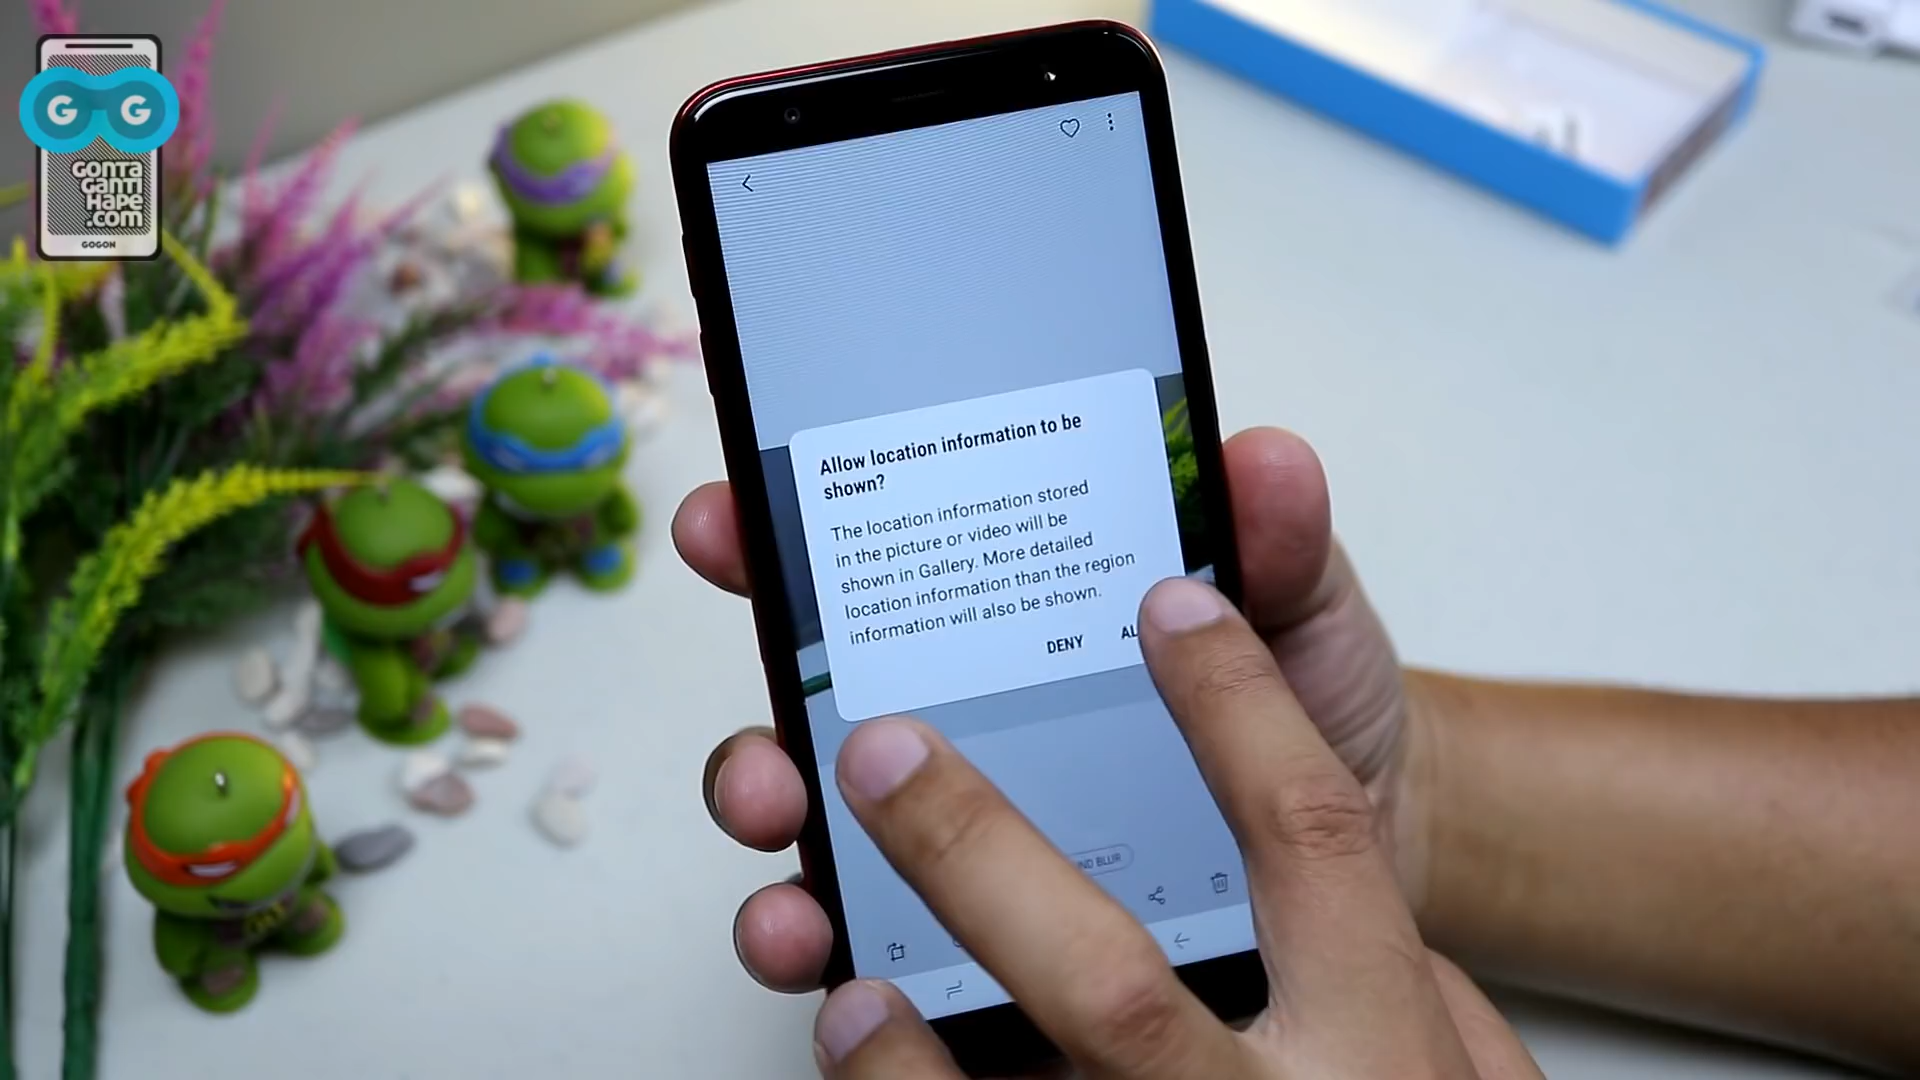 G G
GONTA
GANTI
HAPE
.COM
GOGON
Allow location information to be
shown?
The location information stored
in the picture or video will be
shown in Gallery. More detailed
location information than the region
information will also be shown.
DENY
BLUR